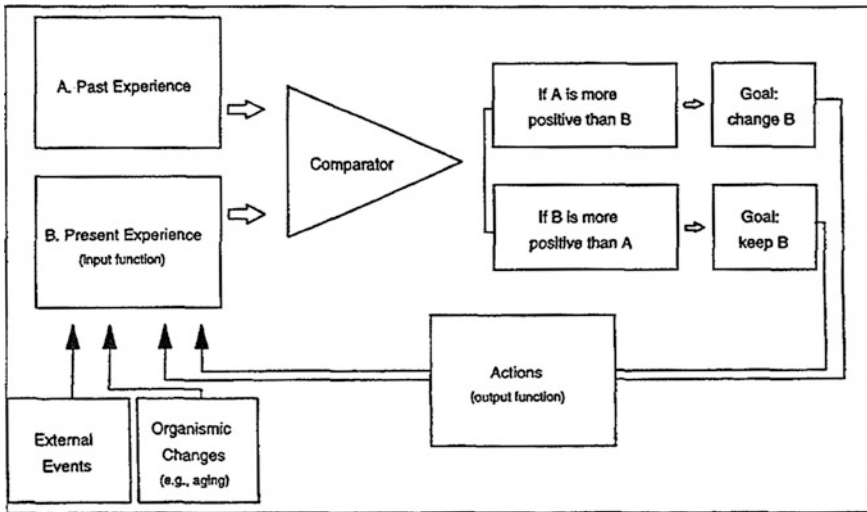 A. Past Experience
B. Present Experience
(input function)
Comparator
If A is more
positive than B
Goal:
change B
If B is more
positive than A
Goal:
keep B
Actions
(output function)
External
Events
Organismic
Changes
(e.g., aging)